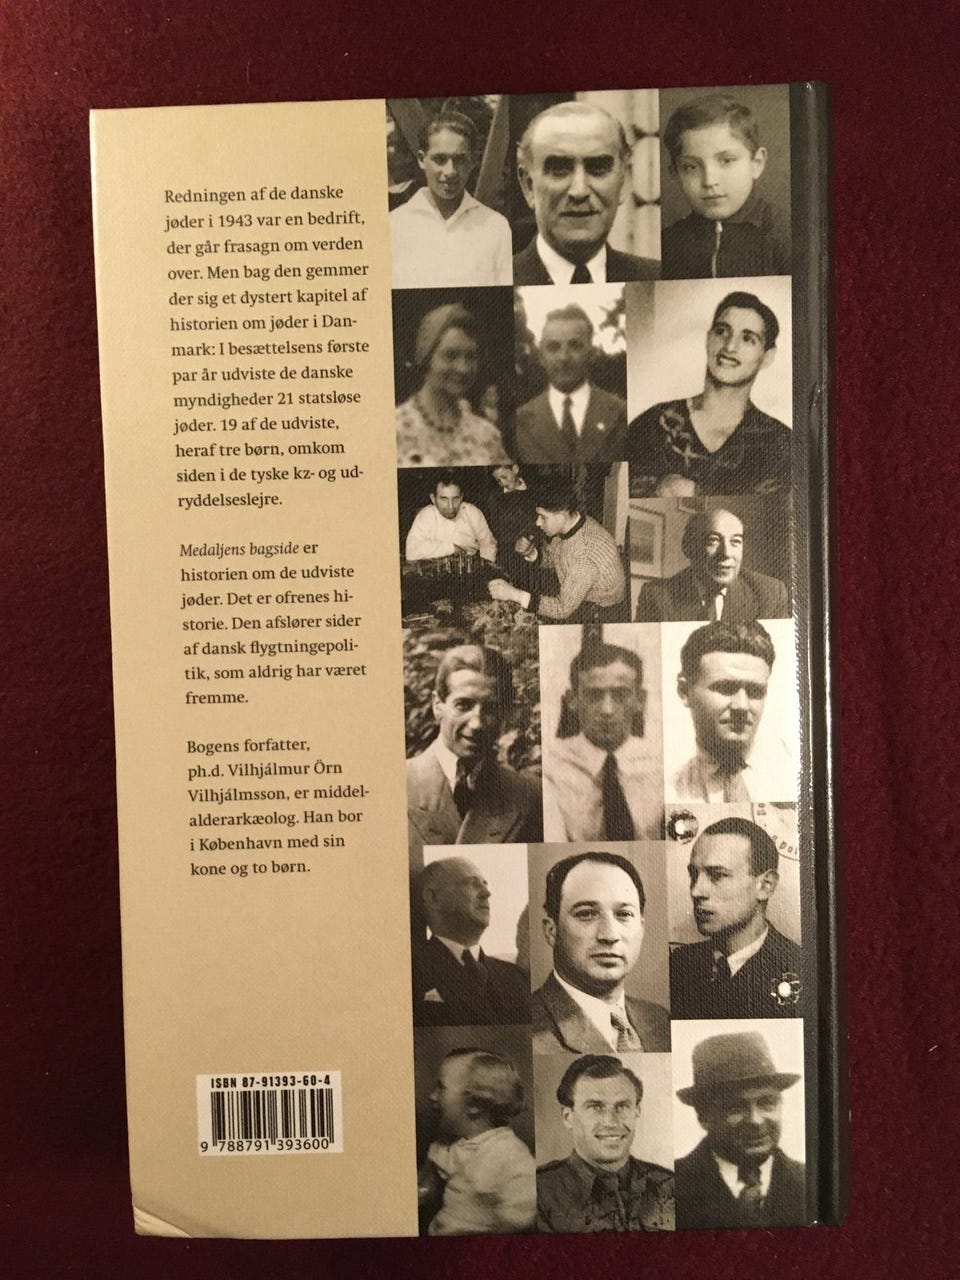 Redningen af de danske
jøder i 1943 var en bedrift,
der går frasagn om verden
over. Men bag den gemmer
der sig et dystert kapitel af
historien om jøder i Dan-
mark: I besættelsens første
par år udviste de danske
myndigheder 21 statsløse
jøder. 19 af de udviste,
heraf tre børn, omkom
siden i de tyske kz- og ud-
ryddelseslejre.
Medaljens bagside er
historien om de udviste
jøder. Det er ofrenes hi-
storie. Den afslører sider
af dansk flygtningepoli-
tik, som aldrig har været
fremme.
Bogens forfatter,
ph.d. Vilhjálmur Örn
Vilhjálmsson, er middel-
alderarkæolog. Han bor
i København med sin
kone og to børn.
ISBN 87-91393-60-4
9 788791 393600